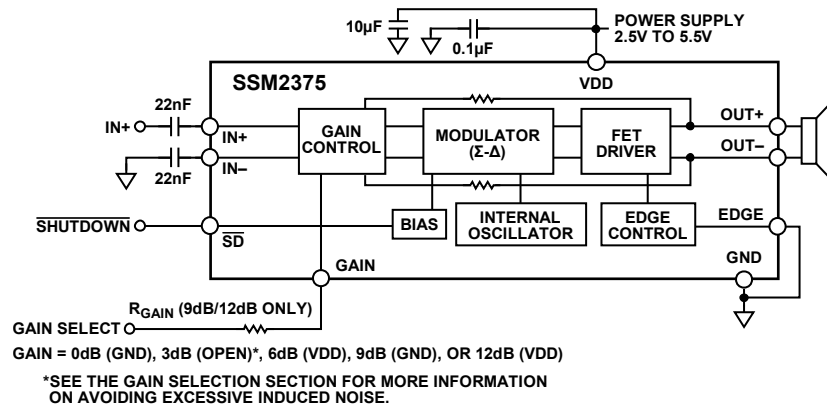 10µF
0.1µF
POWER SUPPLY
2.5V TO 5.5V
VDD
SSM2375
22nF
IN+
IN+
22nF
IN–
GAIN
CONTROL
MODULATOR
(Σ-Δ)
FET
DRIVER
OUT+
OUT–
SHUTDOWN
SD
BIAS
INTERNAL
OSCILLATOR
EDGE
CONTROL
EDGE
GND
GAIN
RGAIN (9dB/12dB ONLY)
GAIN SELECT
GAIN = 0dB (GND), 3dB (OPEN)*, 6dB (VDD), 9dB (GND), OR 12dB (VDD)
*SEE THE GAIN SELECTION SECTION FOR MORE INFORMATION
ON AVOIDING EXCESSIVE INDUCED NOISE.